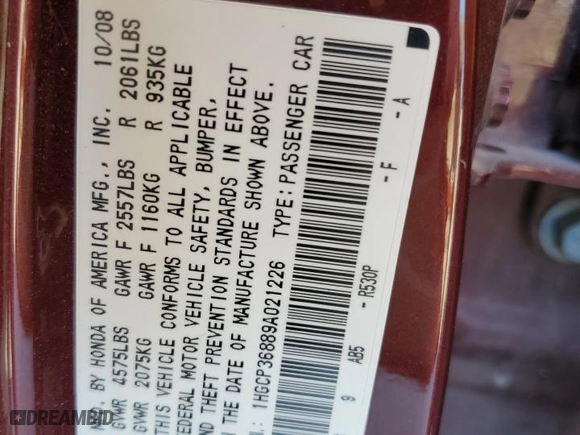 BY HONDA OF AMERICA MFG., INC. 10/08
GVWR 4575LBS GAWR F 2557LBS R 2061LBS
GVWR 2075KG GAWR F 1160KG R 935KG
THIS VEHICLE CONFORMS TO ALL APPLICABLE
FEDERAL MOTOR VEHICLE SAFETY, BUMPER,
AND THEFT PREVENTION STANDARDS IN EFFECT
THE DATE OF MANUFACTURE SHOWN ABOVE.
1HGCP36889A021226 TYPE:PASSENGER CAR
9 AB5 - R530P - F - A
DREAMBID